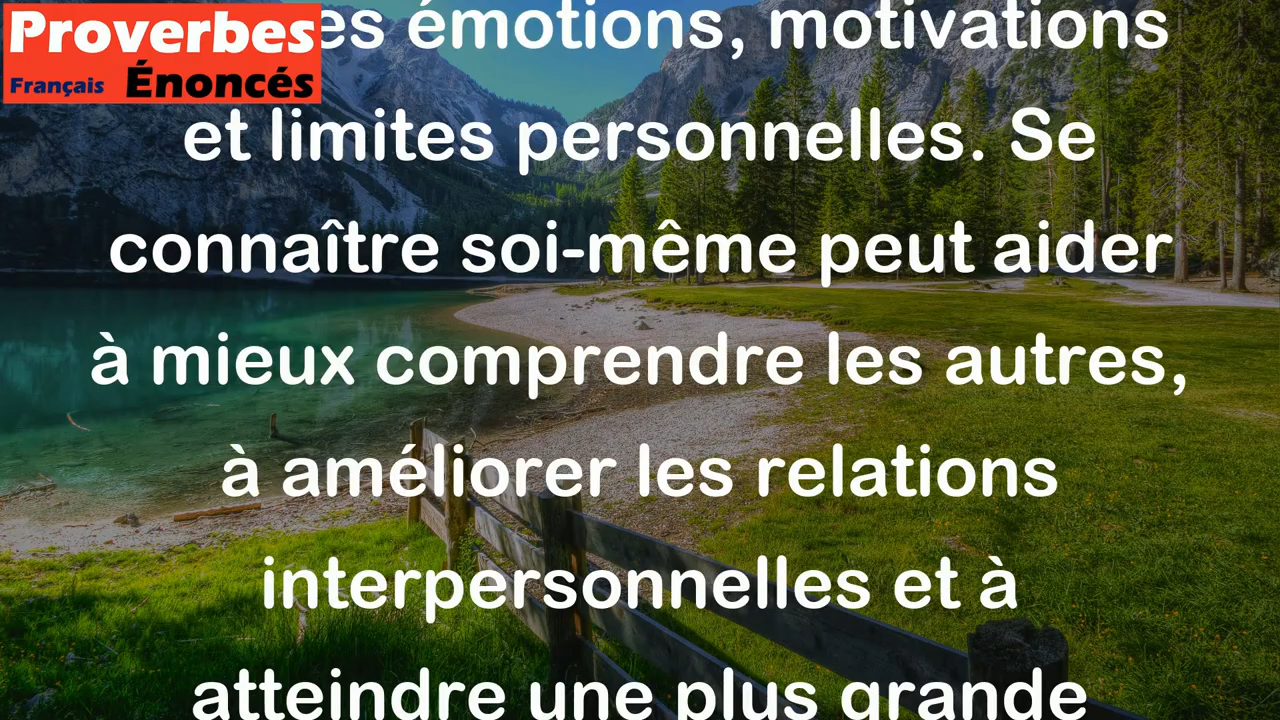 Proverbes
Français Énoncés
es émotions, motivations
et limites personnelles. Se
connaître soi-même peut aider
à mieux comprendre les autres,
à améliorer les relations
interpersonnelles et à
atteindre une plus grande